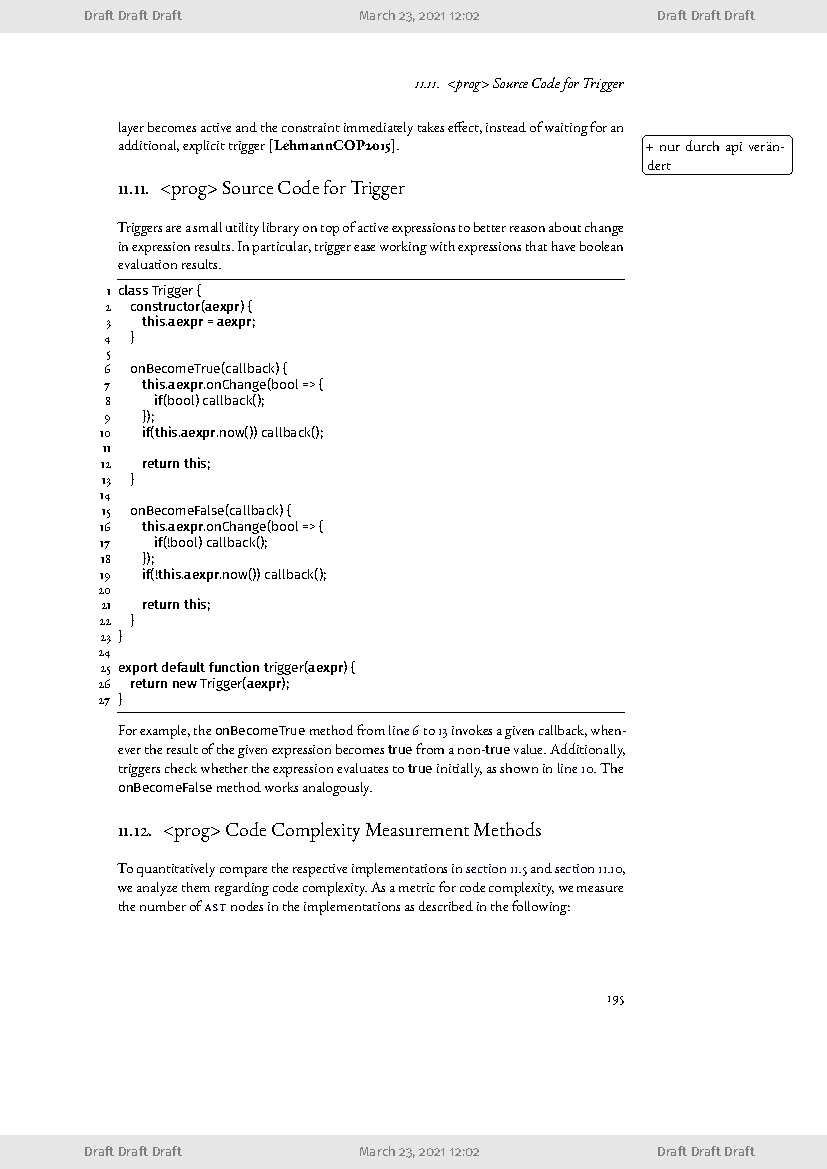 Draft Draft Draft March 23, 2021 12:02 Draft Draft Draft
11.11. <prog> Source Code for Trigger
layer becomes active and the constraint immediately takes effect, instead of waiting for an
additional, explicit trigger [LehmannCOP2015].
+ nur durch api verän-
dert
11.11. <prog> Source Code for Trigger
Triggers are a small utility library on top of active expressions to better reason about change
in expression results. In particular, trigger ease working with expressions that have boolean
evaluation results.
1 class Trigger {
2 constructor(aexpr) {
3 this.aexpr = aexpr;
4 }
5
6 onBecomeTrue(callback) {
7 this.aexpr.onChange(bool => {
8 if(bool) callback();
9 });
10 if(this.aexpr.now()) callback();
11
12 return this;
13 }
14
15 onBecomeFalse(callback) {
16 this.aexpr.onChange(bool => {
17 if(!bool) callback();
18 });
19 if(!this.aexpr.now()) callback();
20
21 return this;
22 }
23 }
24
25 export default function trigger(aexpr) {
26 return new Trigger(aexpr);
27 }
For example, the onBecomeTrue method from line 6 to 13 invokes a given callback, when-
ever the result of the given expression becomes true from a non-true value. Additionally,
triggers check whether the expression evaluates to true initially, as shown in line 10. The
onBecomeFalse method works analogously.
11.12. <prog> Code Complexity Measurement Methods
To quantitatively compare the respective implementations in section 11.5 and section 11.10,
we analyze them regarding code complexity. As a metric for code complexity, we measure
the number of AST nodes in the implementations as described in the following:
195
Draft Draft Draft March 23, 2021 12:02 Draft Draft Draft